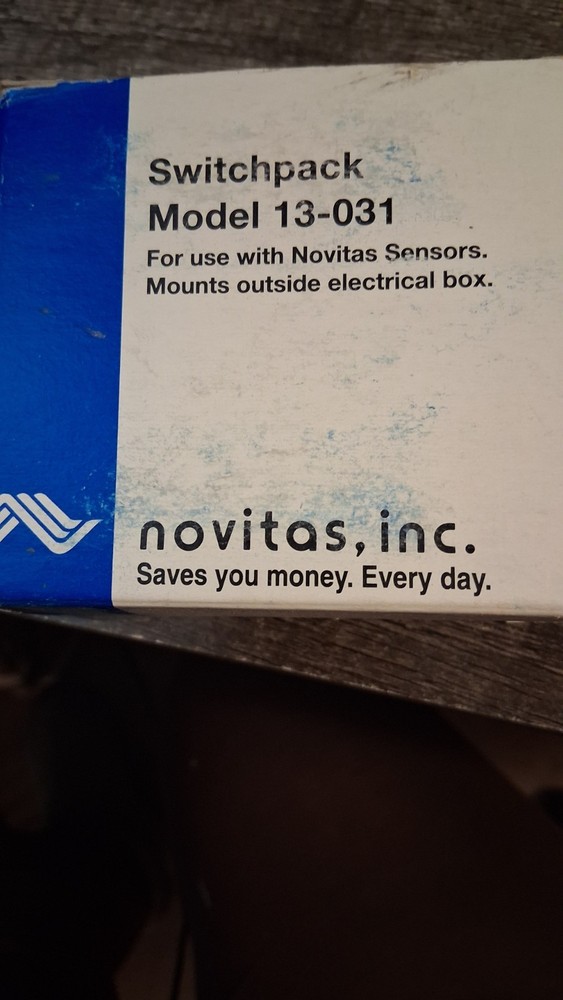 Switchpack
Model 13-031
For use with Novitas Sensors.
Mounts outside electrical box.
novitas, inc.
Saves you money. Every day.